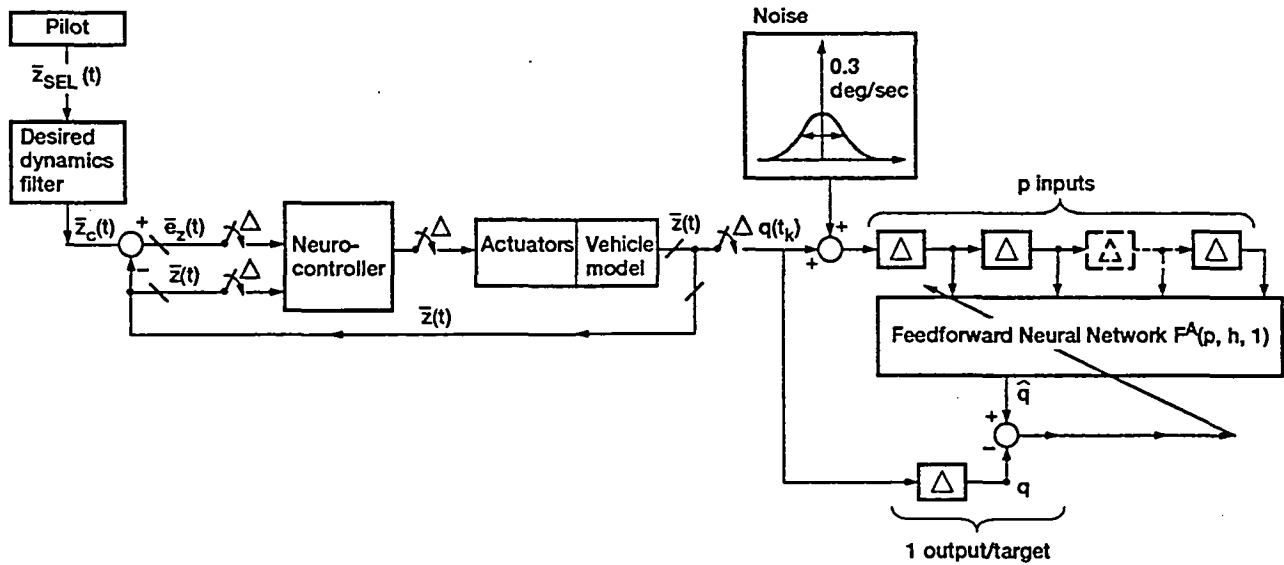 Pilot
z̄SEL (t)
Desired
dynamics
filter
z̄c(t)
+
-
ēz(t)
Δ
z̄(t)
Δ
Neuro-
controller
Δ
Actuators
Vehicle
model
z̄(t)
z̄(t)
Δ
q(tk)
Noise
0.3
deg/sec
+
+
p inputs
Δ
Δ
Δ
Δ
Feedforward Neural Network F^A(p, h, 1)
q̂
+
-
Δ
q
1 output/target